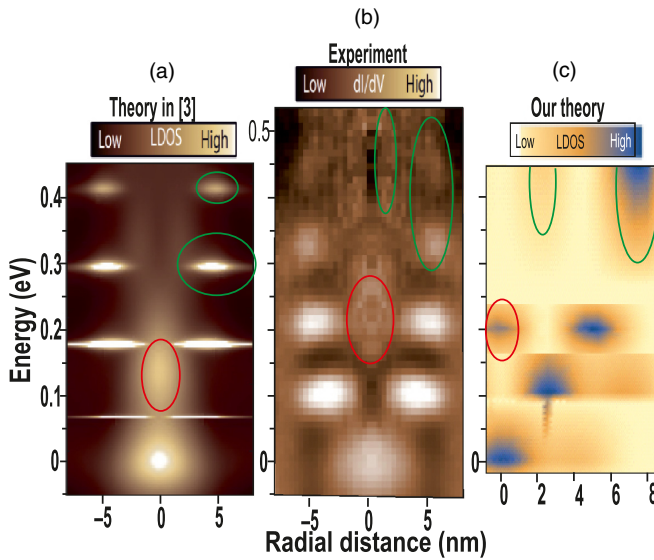 (a)
(b)
(c)
Theory in [3]
Low LDOS High
Experiment
Low dI/dV High
Our theory
Low LDOS High
Energy (eV)
0.4
0.3
0.2
0.1
0
0.5
0
0
−5 0 5
−5 0 5
0 2 4 6 8
Radial distance (nm)